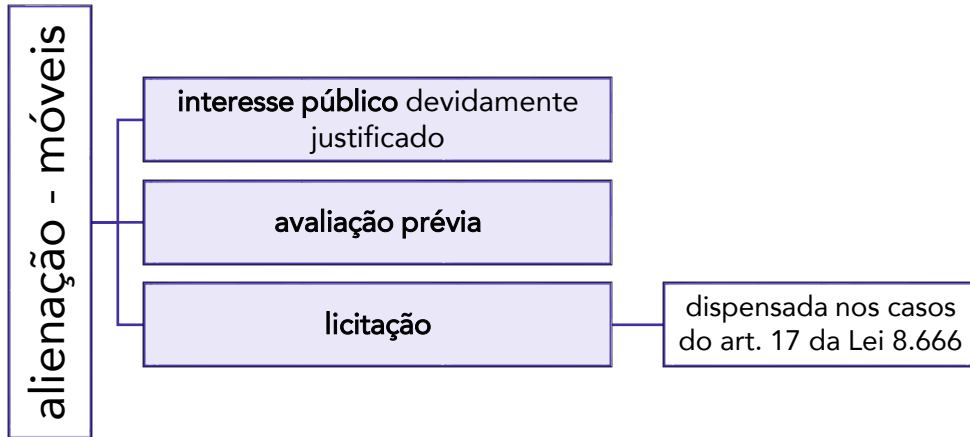 alienação - móveis
interesse público devidamente
justificado
avaliação prévia
licitação
dispensada nos casos
do art. 17 da Lei 8.666